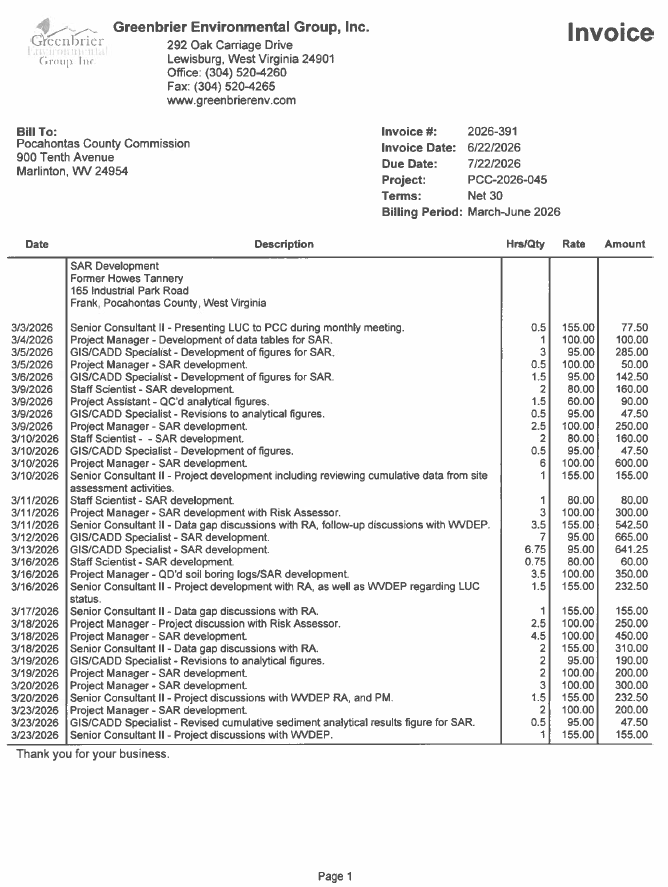 Greenbrier
Environmental
Group, Inc
Greenbrier Environmental Group, Inc.
292 Oak Carriage Drive
Lewisburg, West Virginia 24901
Office: (304) 520-4260
Fax: (304) 520-4265
www.greenbrierenv.com
Invoice
Bill To:
Pocahontas County Commission
900 Tenth Avenue
Marlinton, WV 24954
Invoice #: 2026-391
Invoice Date: 6/22/2026
Due Date: 7/22/2026
Project: PCC-2026-045
Terms: Net 30
Billing Period: March-June 2026
Date Description Hrs/Qty Rate Amount
SAR Development
Former Howes Tannery
165 Industrial Park Road
Frank, Pocahontas County, West Virginia
3/3/2026 Senior Consultant II - Presenting LUC to PCC during monthly meeting. 0.5 155.00 77.50
3/4/2026 Project Manager - Development of data tables for SAR. 1 100.00 100.00
3/5/2026 GIS/CADD Specialist - Development of figures for SAR. 3 95.00 285.00
3/5/2026 Project Manager - SAR development. 0.5 100.00 50.00
3/6/2026 GIS/CADD Specialist - Development of figures for SAR. 1.5 95.00 142.50
3/9/2026 Staff Scientist - SAR development. 2 80.00 160.00
3/9/2026 Project Assistant - QC'd analytical figures. 1.5 60.00 90.00
3/9/2026 GIS/CADD Specialist - Revisions to analytical figures. 0.5 95.00 47.50
3/9/2026 Project Manager - SAR development. 2.5 100.00 250.00
3/10/2026 Staff Scientist - - SAR development. 2 80.00 160.00
3/10/2026 GIS/CADD Specialist - Development of figures. 0.5 95.00 47.50
3/10/2026 Project Manager - SAR development. 6 100.00 600.00
3/10/2026 Senior Consultant II - Project development including reviewing cumulative data from site 1 155.00 155.00
assessment activities.
3/11/2026 Staff Scientist - SAR development. 1 80.00 80.00
3/11/2026 Project Manager - SAR development with Risk Assessor. 3 100.00 300.00
3/11/2026 Senior Consultant II - Data gap discussions with RA, follow-up discussions with WVDEP. 3.5 155.00 542.50
3/12/2026 GIS/CADD Specialist - SAR development. 7 95.00 665.00
3/13/2026 GIS/CADD Specialist - SAR development. 6.75 95.00 641.25
3/16/2026 Staff Scientist - SAR development. 0.75 80.00 60.00
3/16/2026 Project Manager - QD'd soil boring logs/SAR development. 3.5 100.00 350.00
3/16/2026 Senior Consultant II - Project development with RA, as well as WVDEP regarding LUC 1.5 155.00 232.50
status.
3/17/2026 Senior Consultant II - Data gap discussions with RA. 1 155.00 155.00
3/18/2026 Project Manager - Project discussion with Risk Assessor. 2.5 100.00 250.00
3/18/2026 Project Manager - SAR development. 4.5 100.00 450.00
3/18/2026 Senior Consultant II - Data gap discussions with RA. 2 155.00 310.00
3/19/2026 GIS/CADD Specialist - Revisions to analytical figures. 2 95.00 190.00
3/19/2026 Project Manager - SAR development. 2 100.00 200.00
3/20/2026 Project Manager - SAR development. 3 100.00 300.00
3/20/2026 Senior Consultant II - Project discussions with WVDEP RA, and PM. 1.5 155.00 232.50
3/23/2026 Project Manager - SAR development. 2 100.00 200.00
3/23/2026 GIS/CADD Specialist - Revised cumulative sediment analytical results figure for SAR. 0.5 95.00 47.50
3/23/2026 Senior Consultant II - Project discussions with WVDEP. 1 155.00 155.00
Thank you for your business.
Page 1